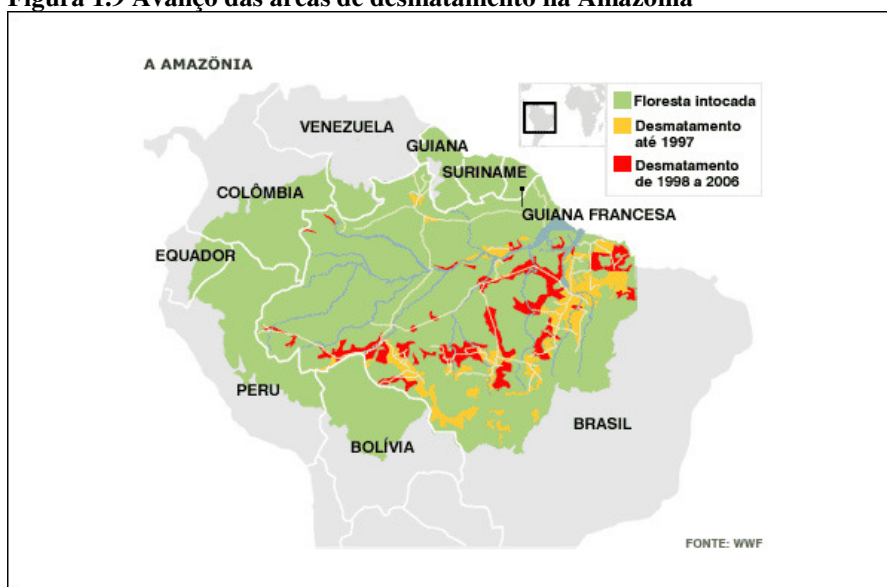 Figura 1.9 Avanço das áreas de desmatamento na Amazônia
A AMAZÔNIA
Floresta intocada
Desmatamento
até 1997
Desmatamento
de 1998 a 2006
VENEZUELA
GUIANA
SURINAME
COLÔMBIA
GUIANA FRANCESA
EQUADOR
PERU
BRASIL
BOLÍVIA
FONTE: WWF